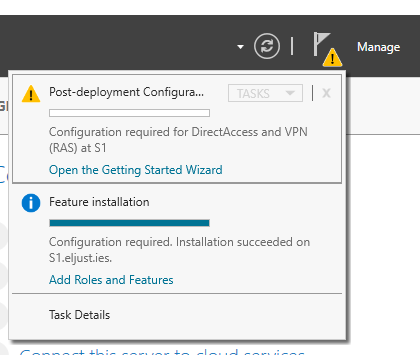 Manage
Post-deployment Configura...
TASKS
x
Configuration required for DirectAccess and VPN
(RAS) at S1
Open the Getting Started Wizard
Feature installation
Configuration required. Installation succeeded on
S1.eljust.ies.
Add Roles and Features
Task Details
Connect this server to cloud services